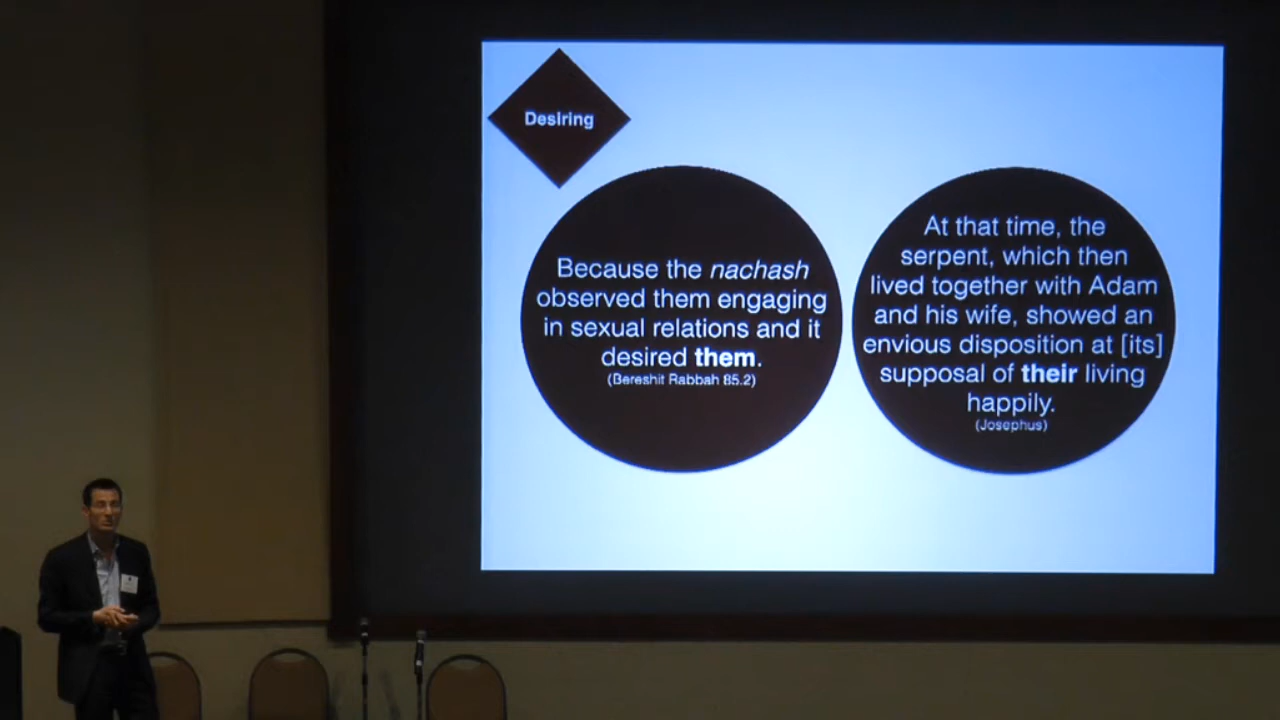 Desiring
Because the nachash
observed them engaging
in sexual relations and it
desired them.
(Bereshit Rabbah 85.2)
At that time, the
serpent, which then
lived together with Adam
and his wife, showed an
envious disposition at [its]
supposal of their living
happily.
(Josephus)